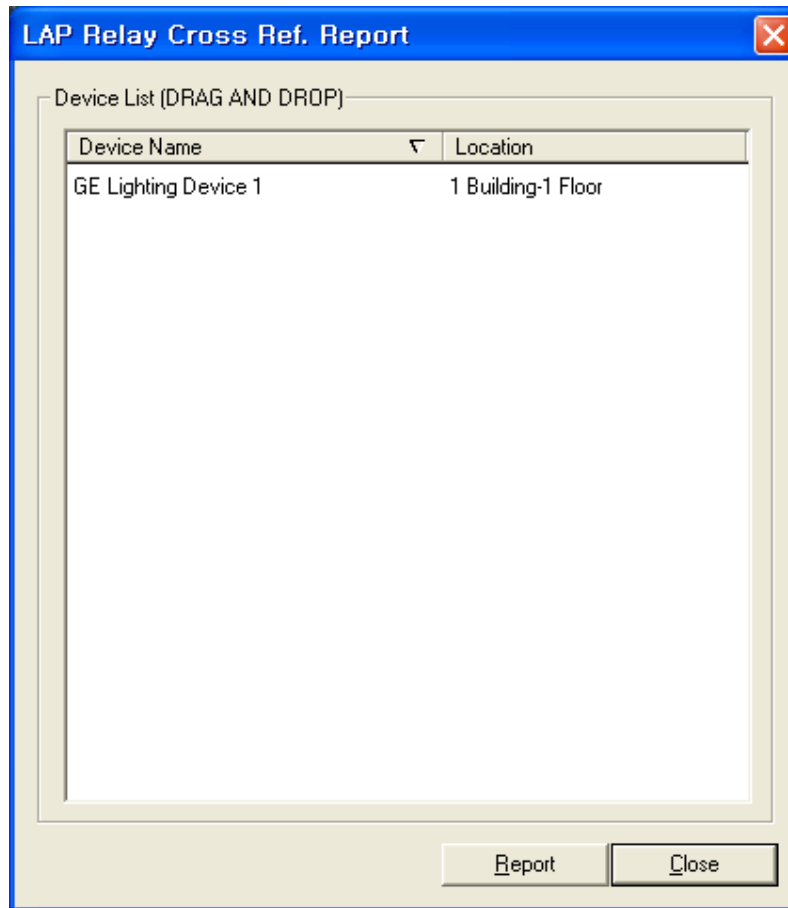 LAP Relay Cross Ref. Report
Device List (DRAG AND DROP)
Device Name Location
GE Lighting Device 1 1 Building-1 Floor
Report Close